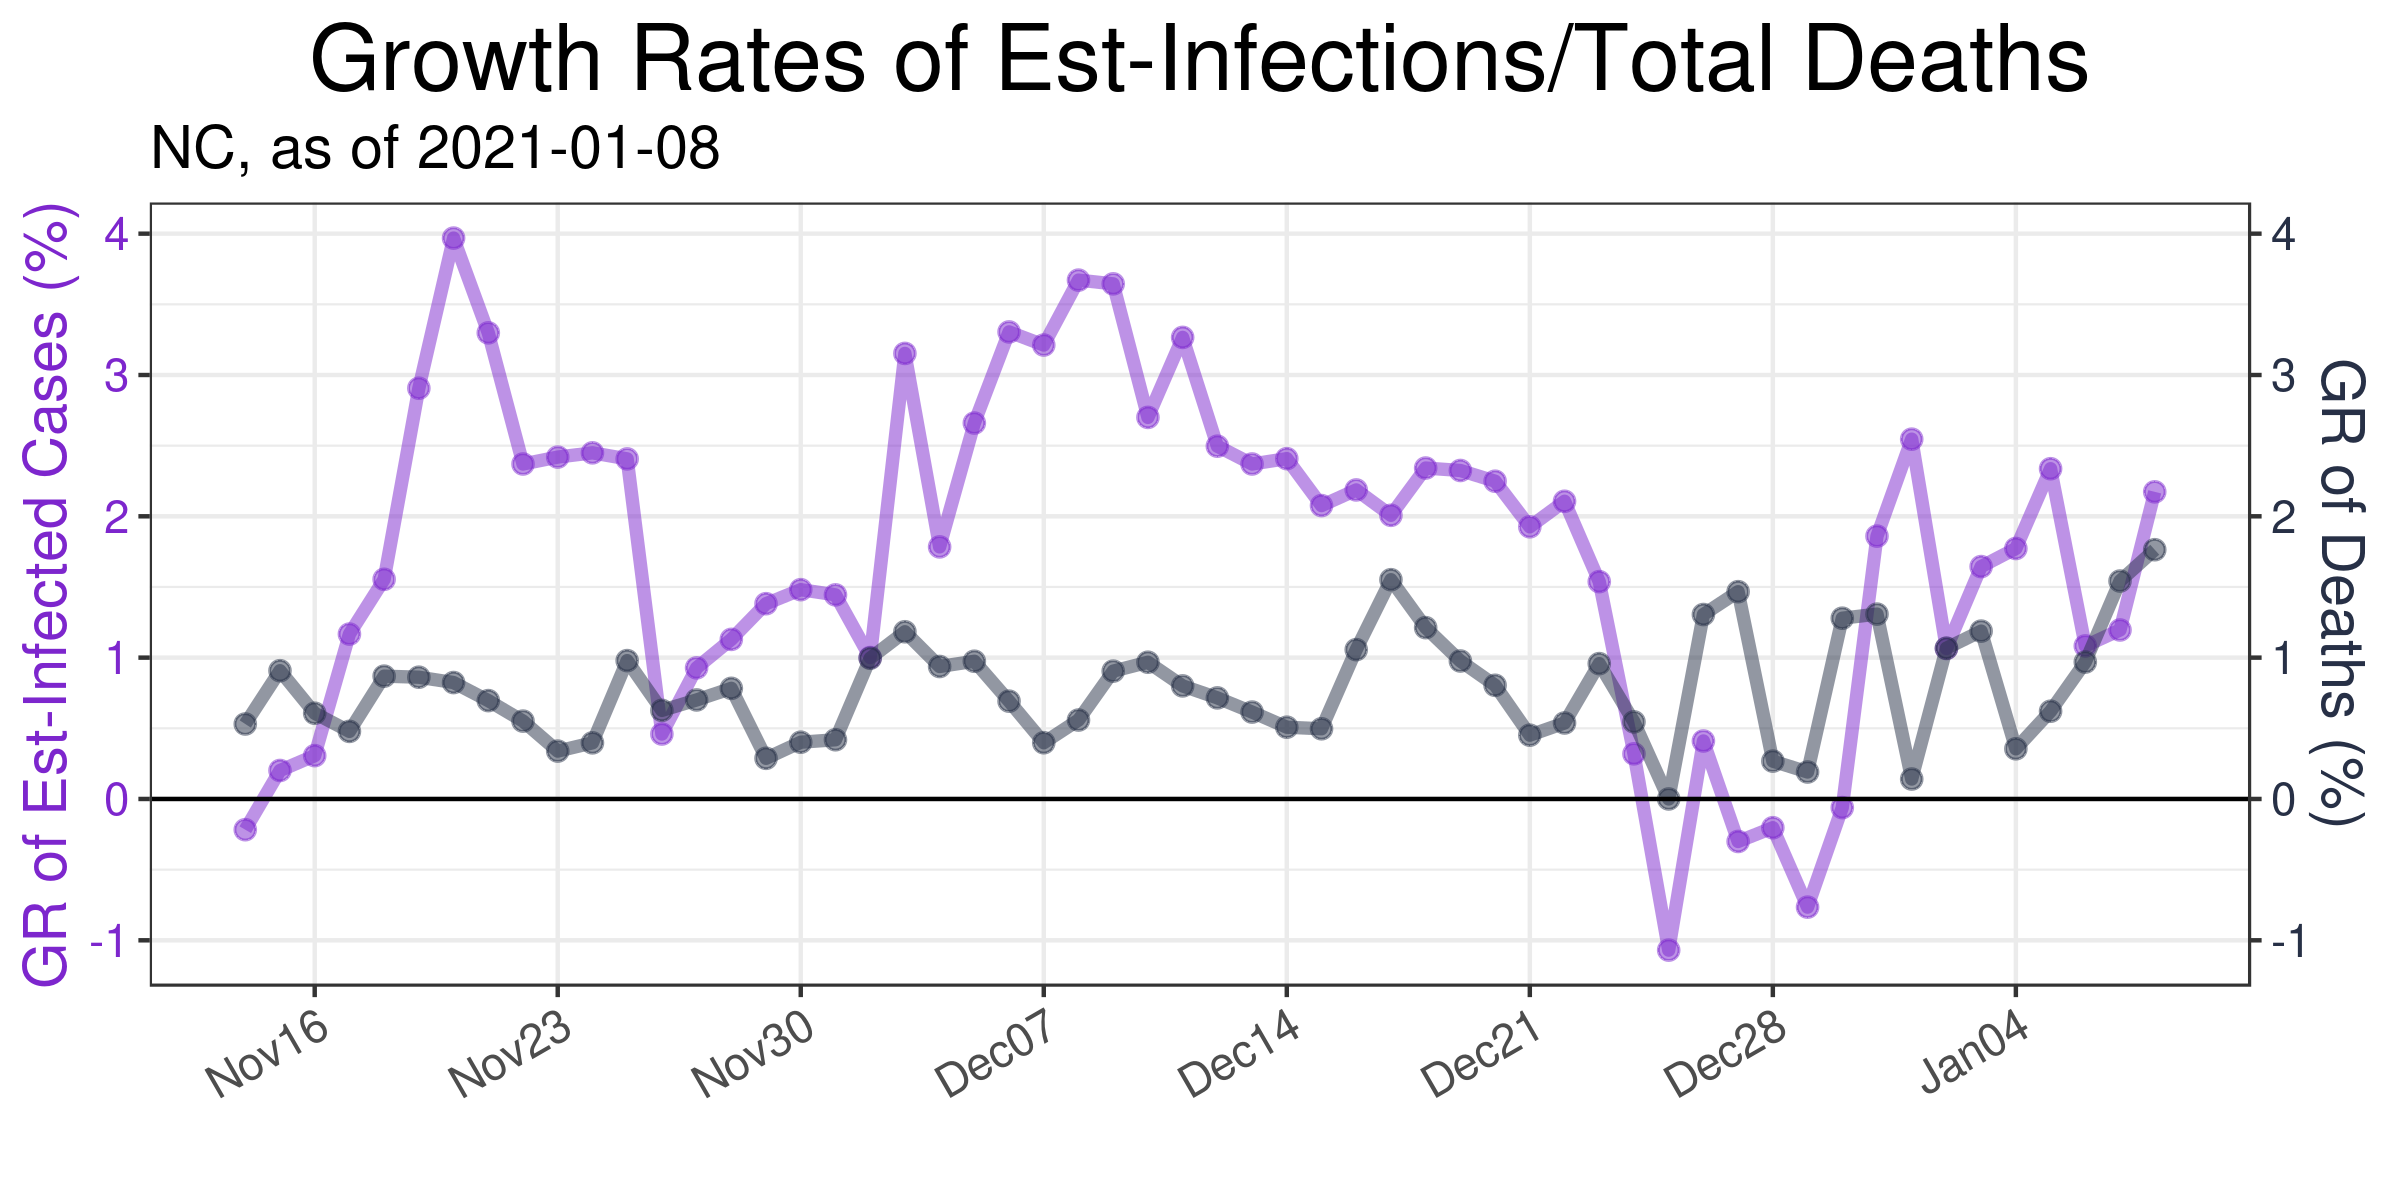 Growth Rates of Est-Infections/Total Deaths
NC, as of 2021-01-08
GR of Est-Infected Cases (%)
4
3
2
1
0
-1
4
3
2
1
0
-1
GR of Deaths (%)
Nov16
Nov23
Nov30
Dec07
Dec14
Dec21
Dec28
Jan04